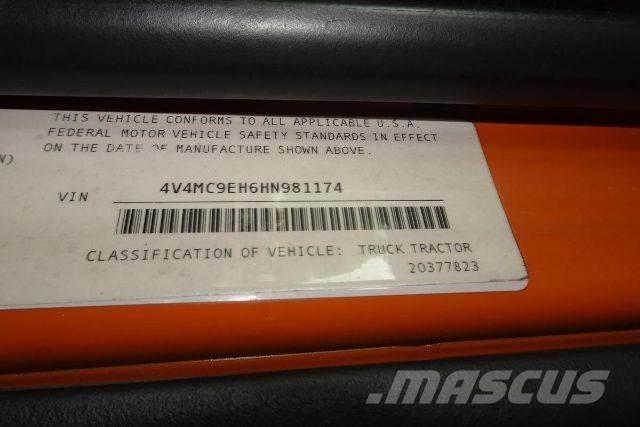 THIS VEHICLE CONFORMS TO ALL APPLICABLE U.S.A.
FEDERAL MOTOR VEHICLE SAFETY STANDARDS IN EFFECT
N) ON THE DATE OF MANUFACTURE SHOWN ABOVE.
VIN 4V4MC9EH6HN981174
CLASSIFICATION OF VEHICLE: TRUCK TRACTOR
20377823
MASCUS